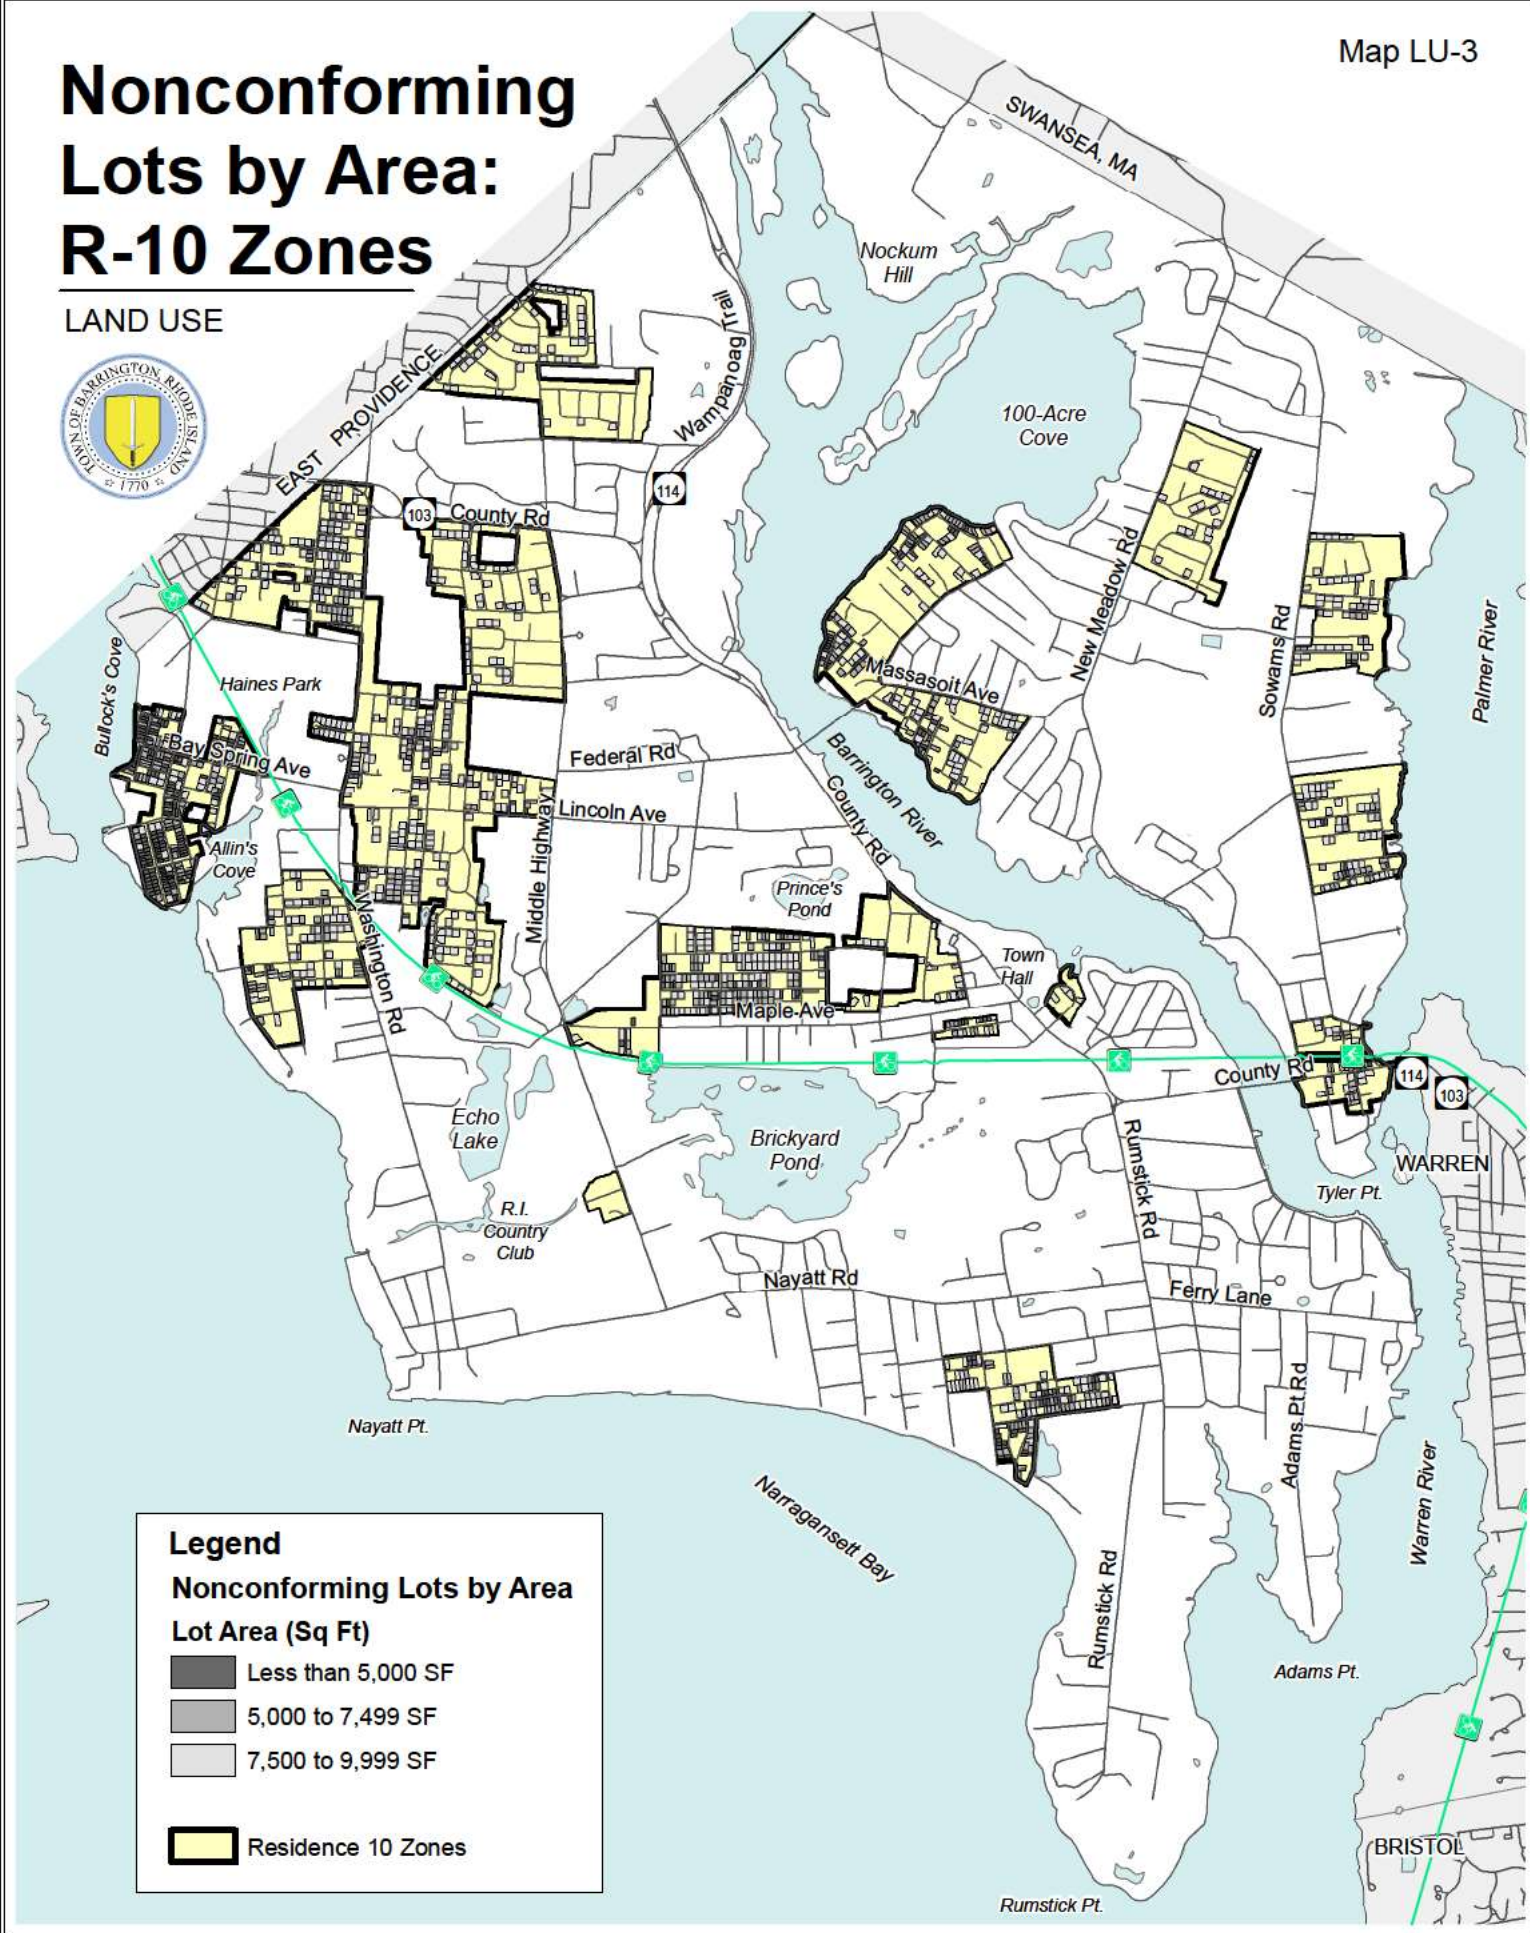 Map LU-3
Nonconforming
Lots by Area:
R-10 Zones
LAND USE
TOWN OF BARRINGTON, RHODE ISLAND
☆ 1770 ☆
SWANSEA, MA
Nockum
Hill
Wampanoag Trail
EAST PROVIDENCE
100-Acre
Cove
114
103
County Rd
New Meadow Rd
Sowams Rd
Palmer River
Bullock's Cove
Haines Park
Massasoit Ave
Bay Spring Ave
Federal Rd
Barrington River
County Rd
Lincoln Ave
Middle Highway
Allin's
Cove
Prince's
Pond
Washington Rd
Town
Hall
Maple Ave
County Rd
114
103
Echo
Lake
Brickyard
Pond
Rumstick Rd
WARREN
Tyler Pt.
R.I.
Country
Club
Nayatt Rd
Ferry Lane
Adams Pt Rd
Nayatt Pt.
Narragansett Bay
Warren River
Rumstick Rd
Adams Pt.
BRISTOL
Rumstick Pt.
Legend
Nonconforming Lots by Area
Lot Area (Sq Ft)
Less than 5,000 SF
5,000 to 7,499 SF
7,500 to 9,999 SF
Residence 10 Zones